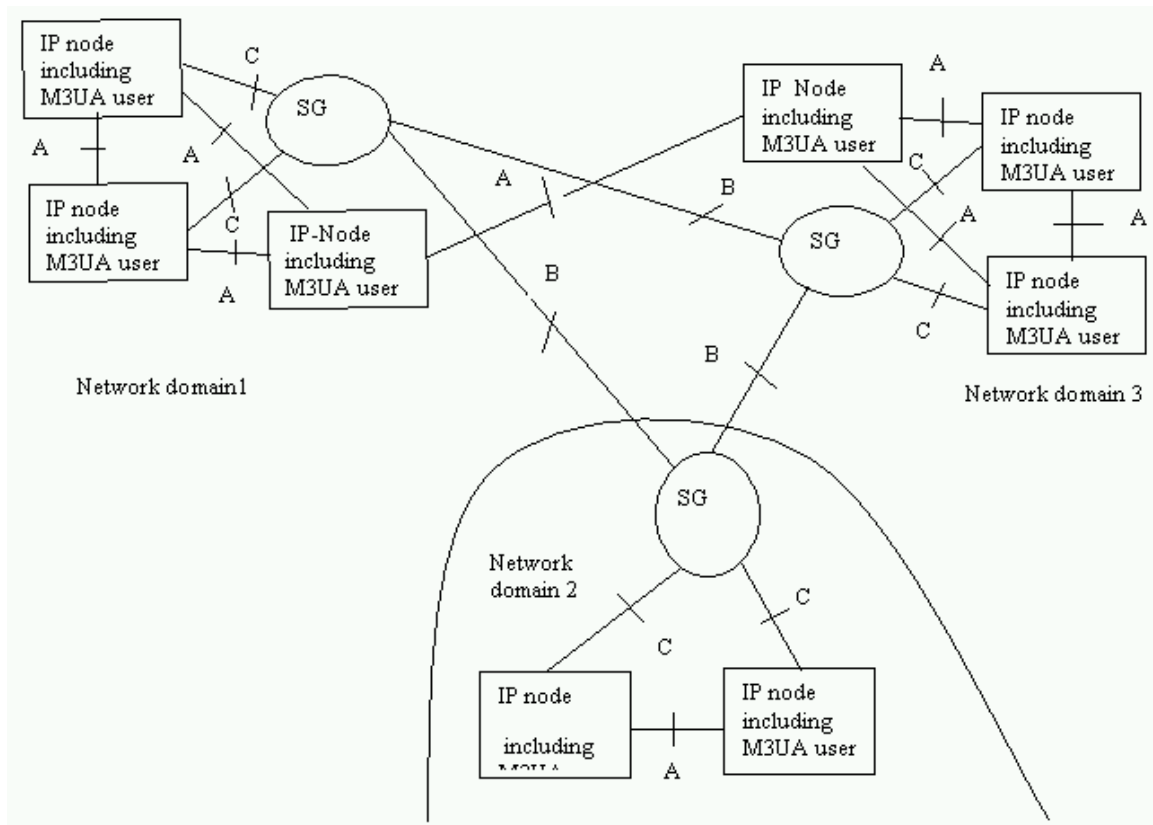 IP node
including
M3UA user
C
SG
A
A
IP node
including
M3UA user
C
A
IP-Node
including
M3UA user
A
B
B
IP Node
including
M3UA user
A
IP node
including
M3UA user
C
A
A
SG
C
IP node
including
M3UA user
B
Network domain1
Network domain 3
SG
Network
domain 2
C
C
IP node
including
A
IP node
including
M3UA user